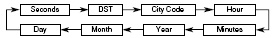 Seconds DST City Code Hour
Day Month Year Minutes